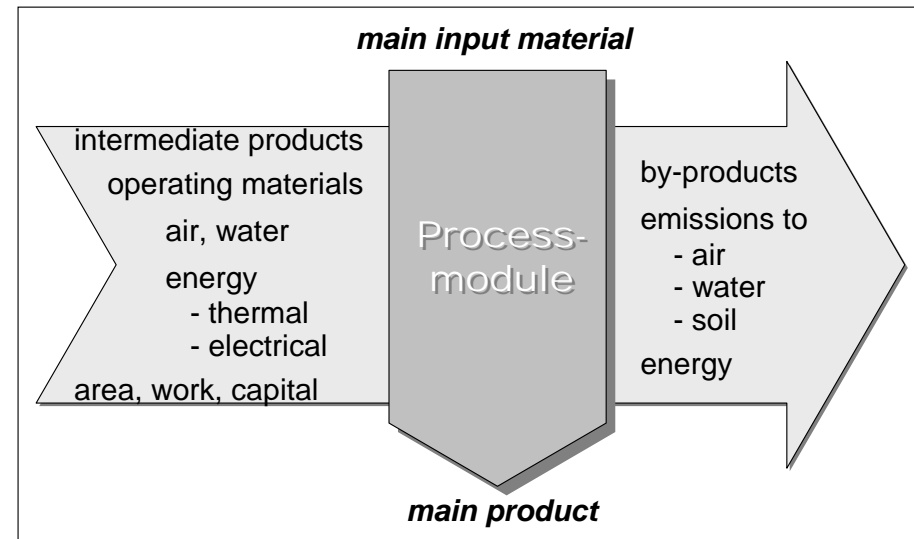 main input material
intermediate products
operating materials
air, water
energy
- thermal
- electrical
area, work, capital
Process-
module
by-products
emissions to
- air
- water
- soil
energy
main product